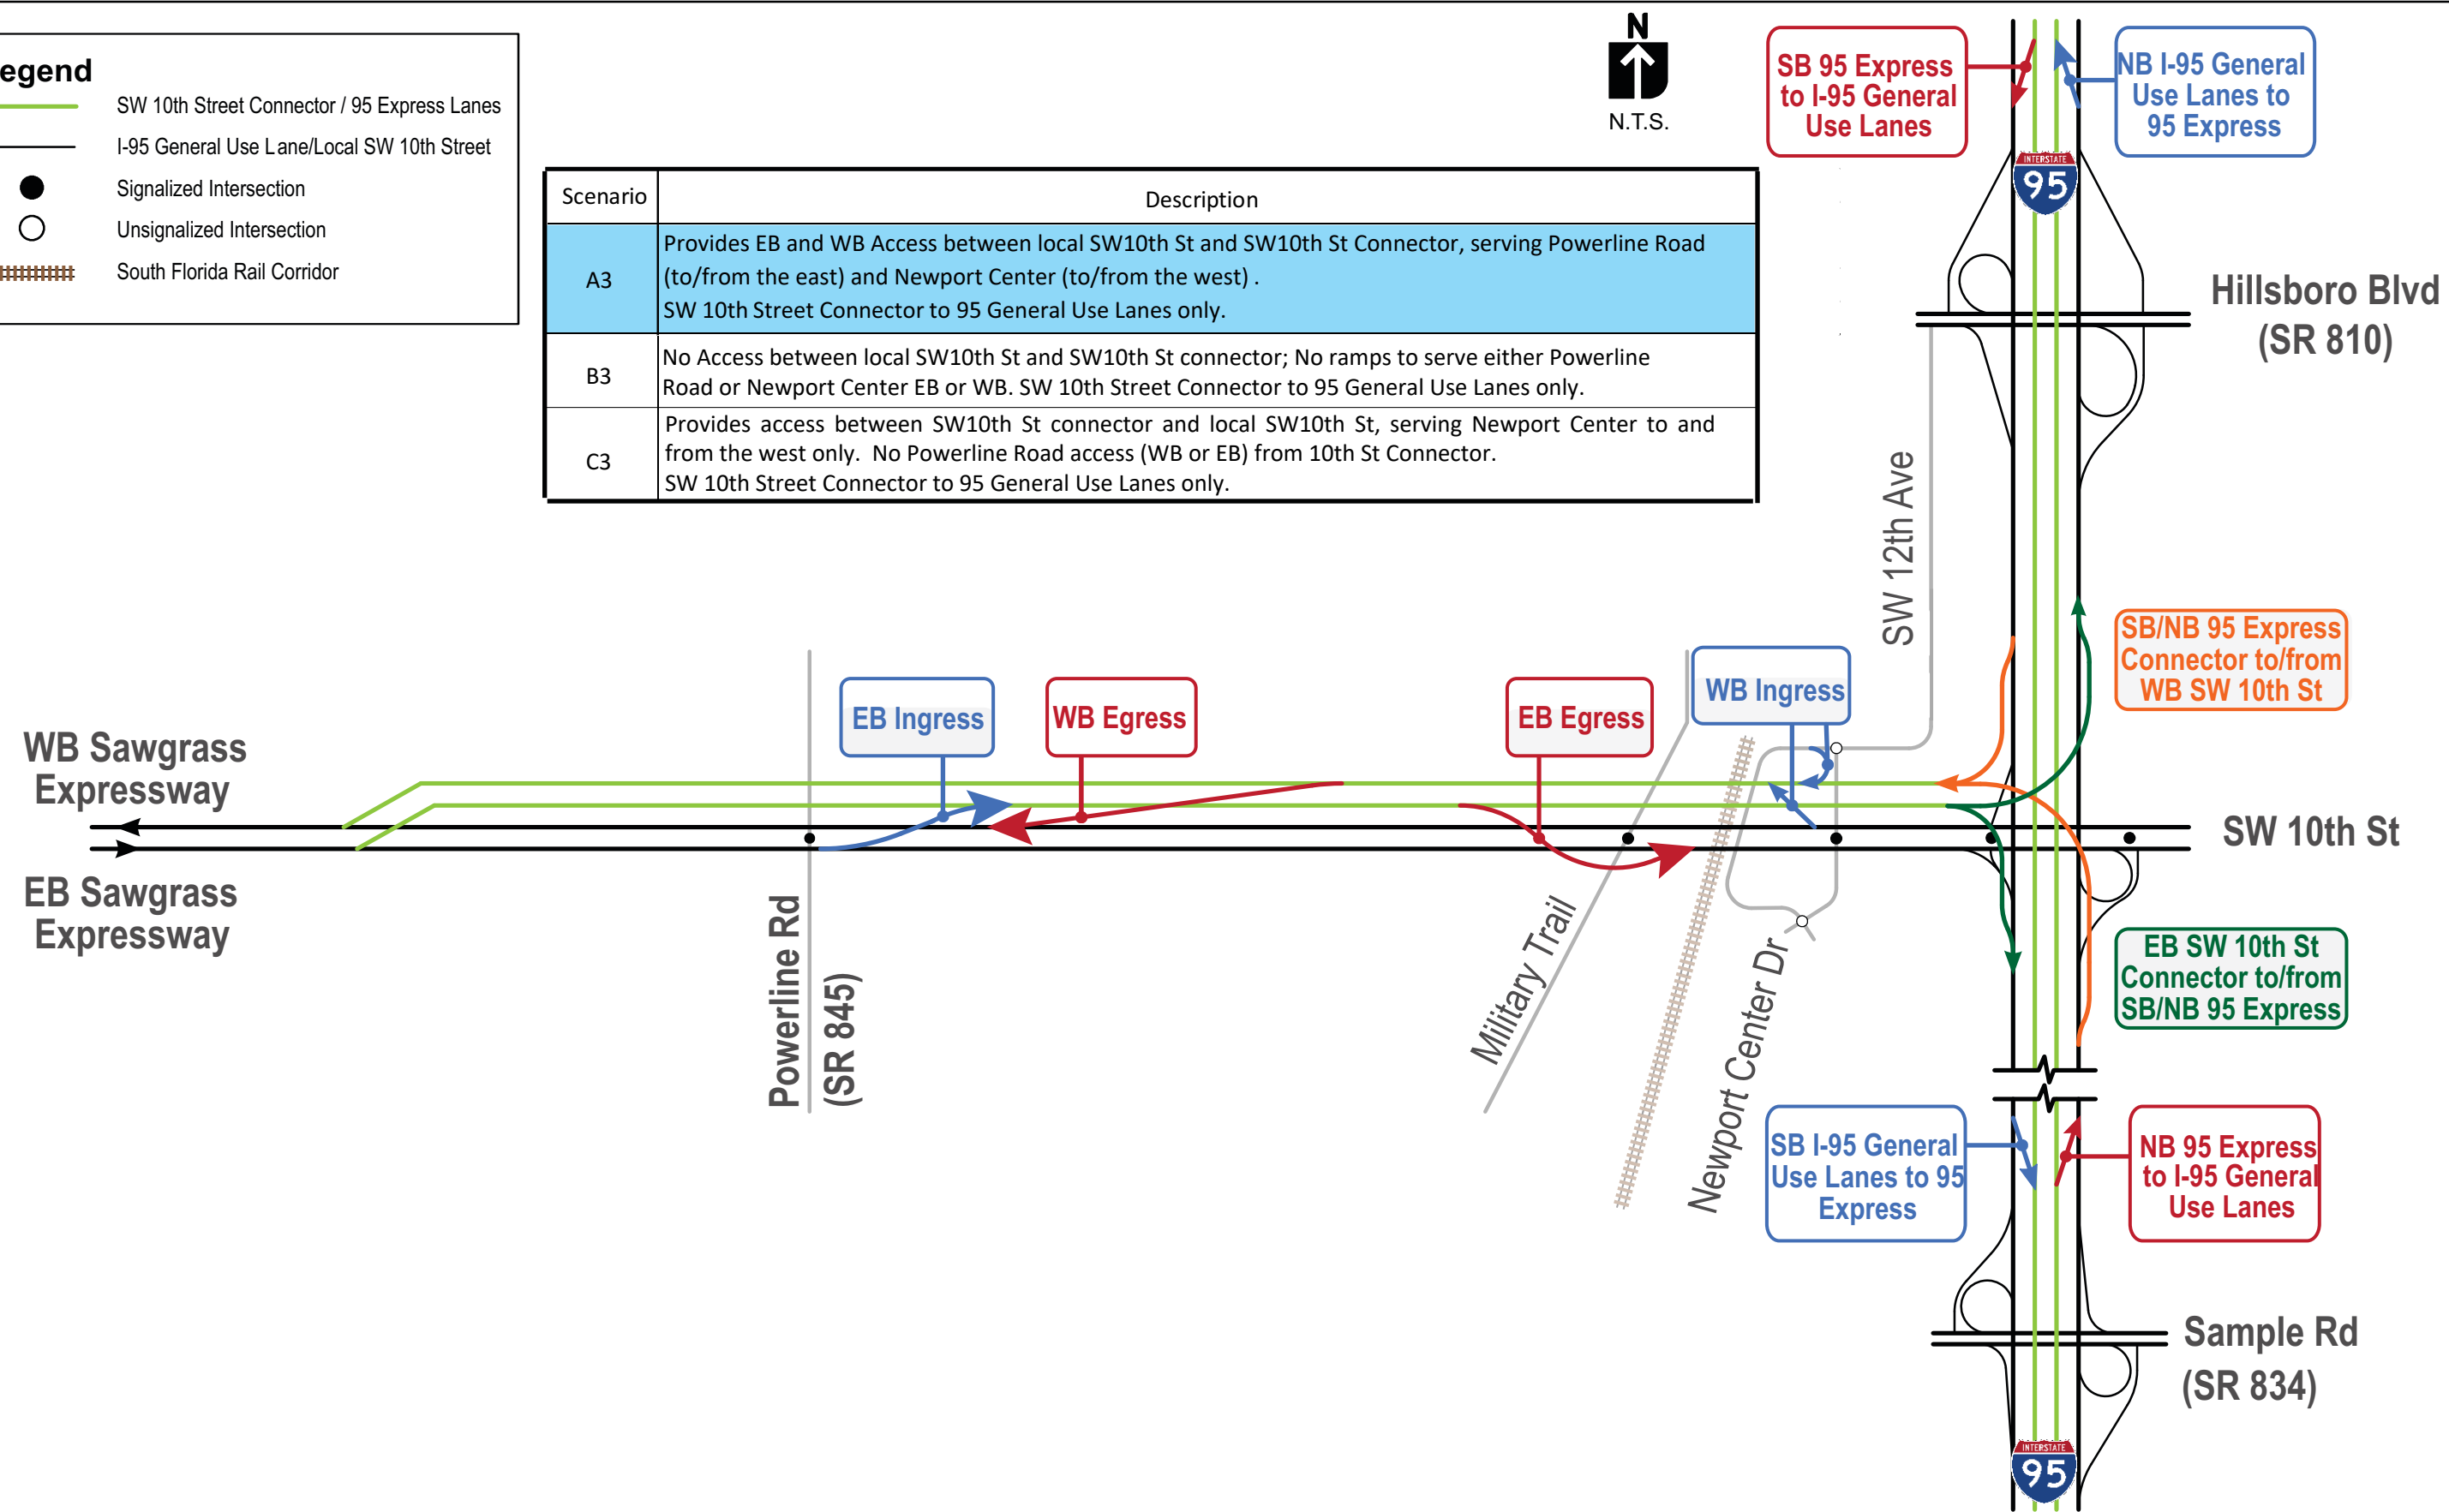 egend
SW 10th Street Connector / 95 Express Lanes
I-95 General Use Lane/Local SW 10th Street
Signalized Intersection
Unsignalized Intersection
South Florida Rail Corridor
N
N.T.S.
Scenario
Description
A3
Provides EB and WB Access between local SW10th St and SW10th St Connector, serving Powerline Road
(to/from the east) and Newport Center (to/from the west) .
SW 10th Street Connector to 95 General Use Lanes only.
B3
No Access between local SW10th St and SW10th St connector; No ramps to serve either Powerline
Road or Newport Center EB or WB. SW 10th Street Connector to 95 General Use Lanes only.
C3
Provides access between SW10th St connector and local SW10th St, serving Newport Center to and
from the west only. No Powerline Road access (WB or EB) from 10th St Connector.
SW 10th Street Connector to 95 General Use Lanes only.
SB 95 Express
to I-95 General
Use Lanes
NB I-95 General
Use Lanes to
95 Express
INTERSTATE
95
Hillsboro Blvd
(SR 810)
SW 12th Ave
SB/NB 95 Express
Connector to/from
WB SW 10th St
EB Ingress
WB Egress
EB Egress
WB Ingress
WB Sawgrass
Expressway
EB Sawgrass
Expressway
SW 10th St
Powerline Rd
(SR 845)
Military Trail
Newport Center Dr
EB SW 10th St
Connector to/from
SB/NB 95 Express
SB I-95 General
Use Lanes to 95
Express
NB 95 Express
to I-95 General
Use Lanes
Sample Rd
(SR 834)
INTERSTATE
95